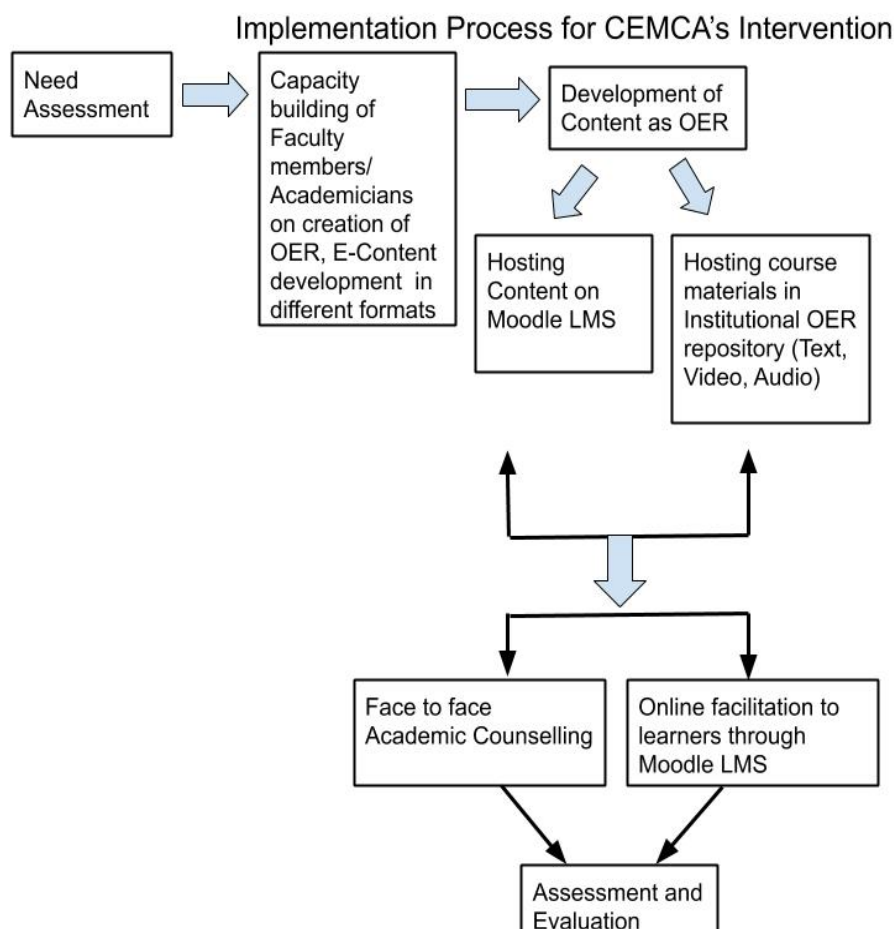 Implementation Process for CEMCA's Intervention
Need
Assessment
Capacity
building of
Faculty
members/
Academicians
on creation of
OER, E-Content
development in
different formats
Development of
Content as OER
Hosting
Content on
Moodle LMS
Hosting course
materials in
Institutional OER
repository (Text,
Video, Audio)
Face to face
Academic Counselling
Online facilitation to
learners through
Moodle LMS
Assessment and
Evaluation